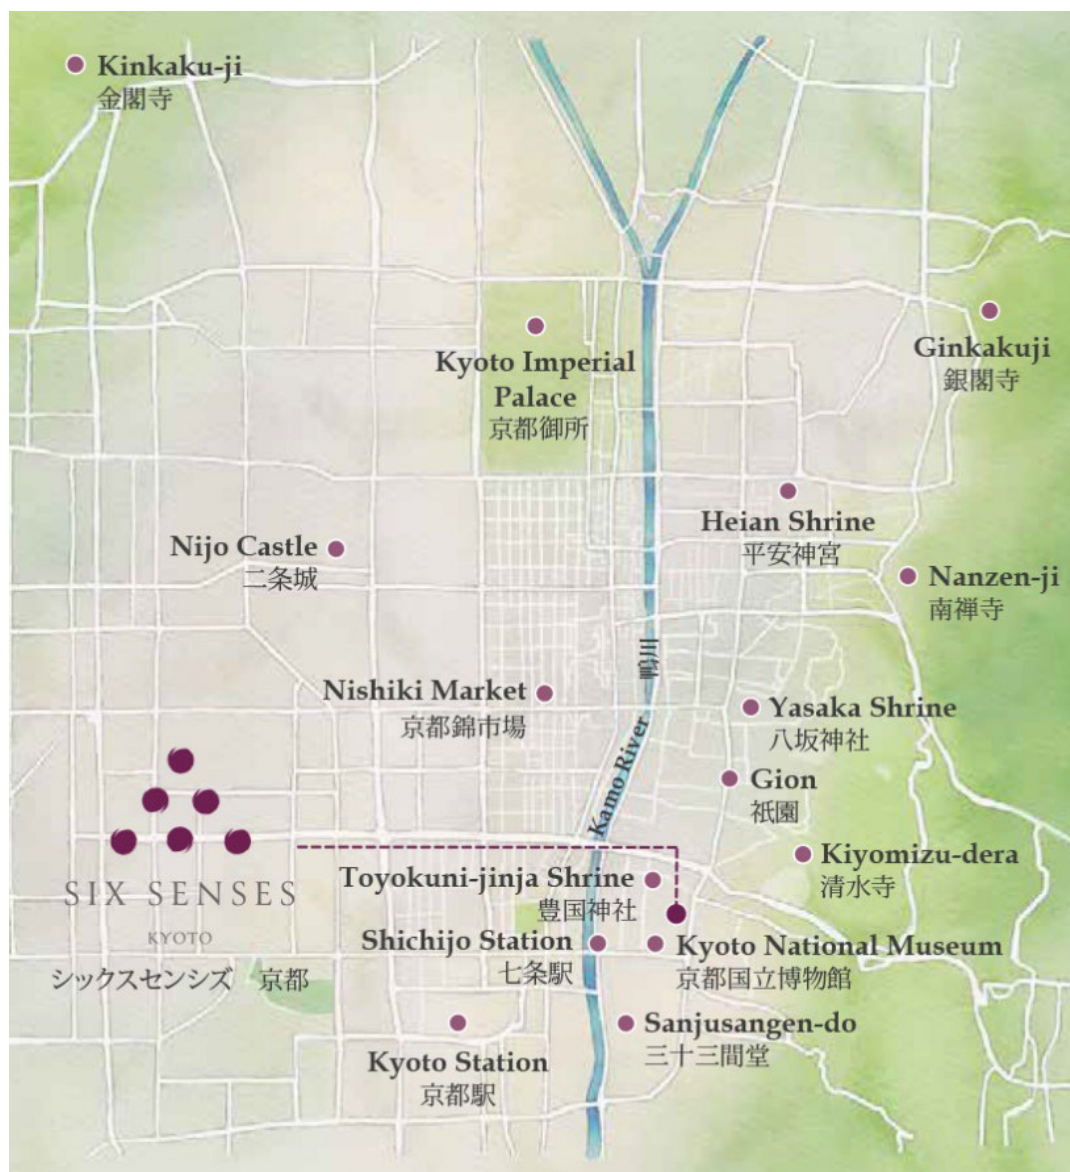 Kinkaku-ji
金閣寺
Ginkakuji
銀閣寺
Kyoto Imperial
Palace
京都御所
Heian Shrine
平安神宮
Nijo Castle
二条城
Nanzen-ji
南禅寺
鴨川
Kamo River
Nishiki Market
京都錦市場
Yasaka Shrine
八坂神社
Gion
祇園
Kiyomizu-dera
清水寺
SIX SENSES
KYOTO
シックスセンシズ 京都
Toyokuni-jinja Shrine
豊国神社
Shichijo Station
七条駅
Kyoto National Museum
京都国立博物館
Sanjusangen-do
三十三間堂
Kyoto Station
京都駅